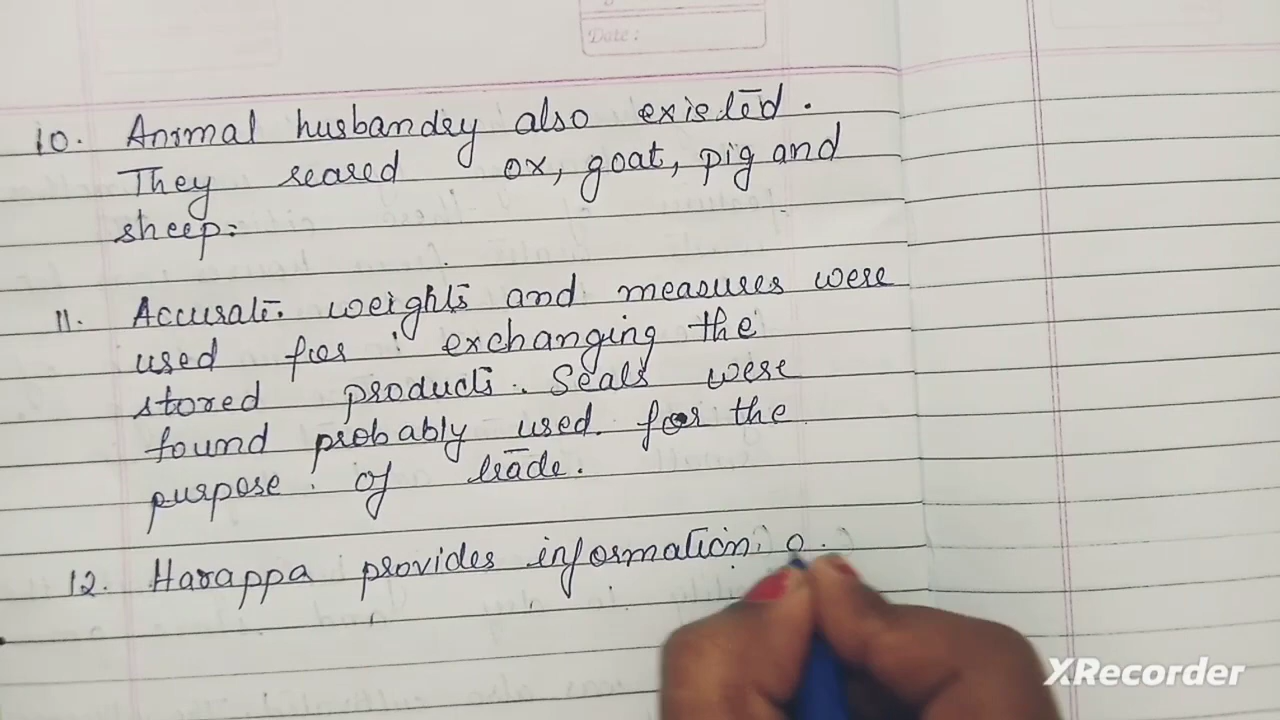 Date:
10. Animal husbandry also existed.
They reared ox, goat, pig and
sheep.
11. Accurate weights and measures were
used for exchanging the
stored products. Seals were
found probably used for the
purpose of trade.
12. Harappa provides information o
XRecorder